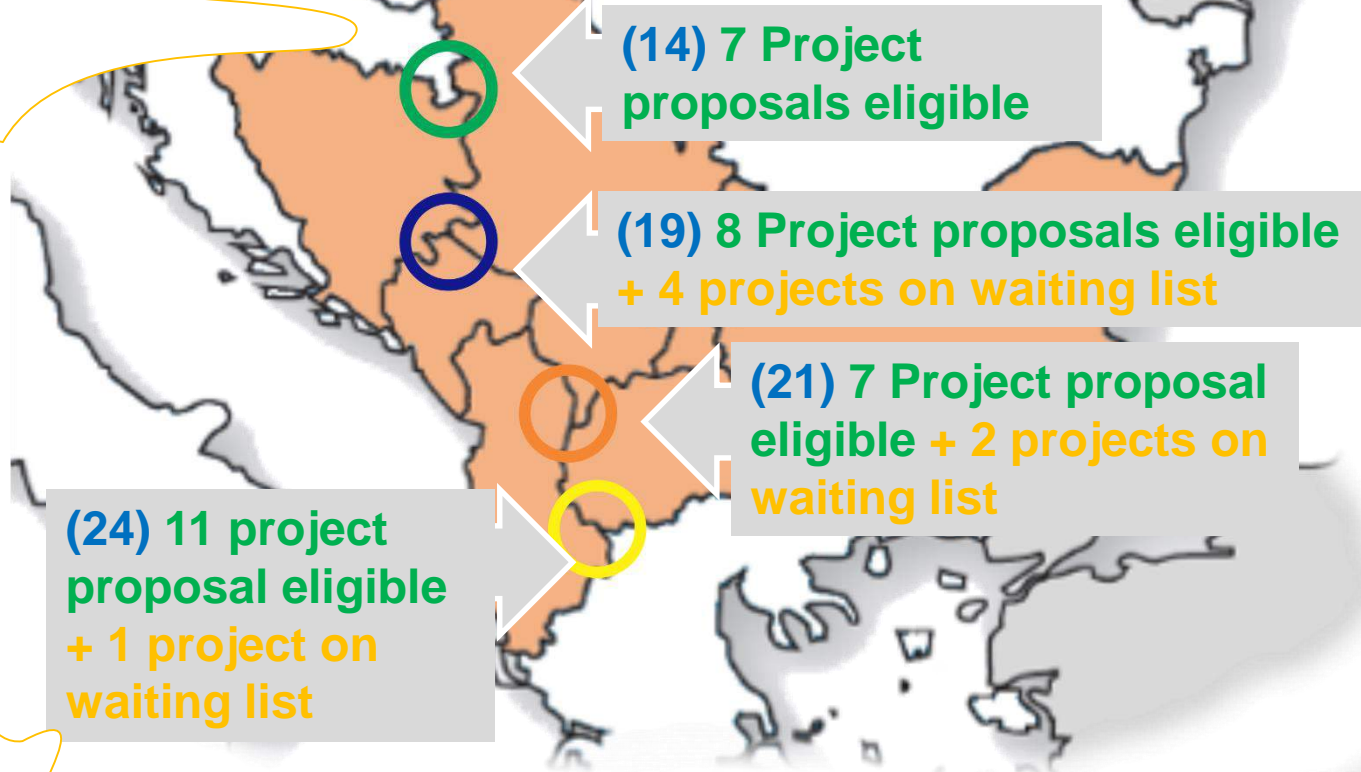 (14) 7 Project
proposals eligible
(19) 8 Project proposals eligible
+ 4 projects on waiting list
(21) 7 Project proposal
eligible + 2 projects on
waiting list
(24) 11 project
proposal eligible
+ 1 project on
waiting list